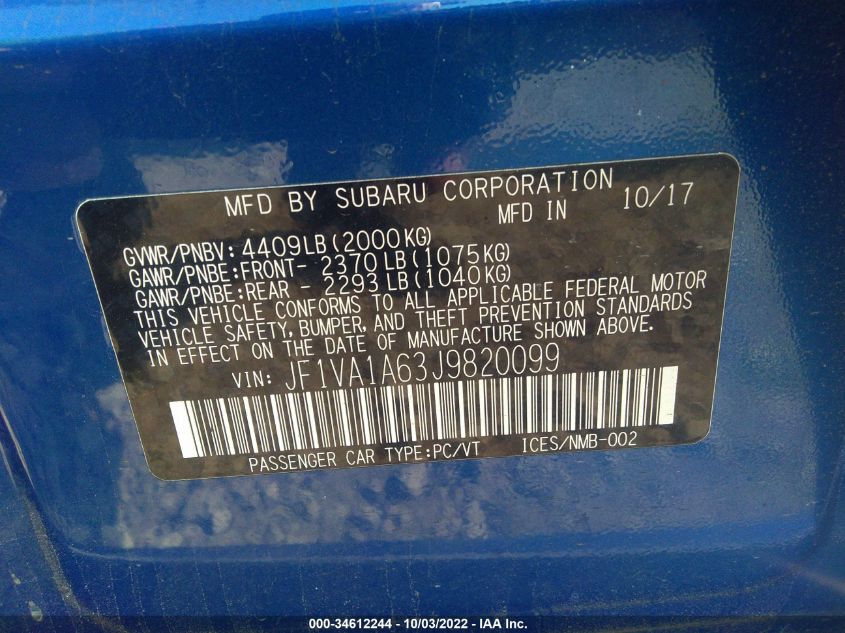 MFD BY SUBARU CORPORATION
MFD IN 10/17
GVWR/PNBV: 4409LB(2000KG)
GAWR/PNBE:FRONT- 2370LB(1075KG)
GAWR/PNBE:REAR - 2293LB(1040KG)
THIS VEHICLE CONFORMS TO ALL APPLICABLE FEDERAL MOTOR
VEHICLE SAFETY, BUMPER, AND THEFT PREVENTION STANDARDS
IN EFFECT ON THE DATE OF MANUFACTURE SHOWN ABOVE.
VIN: JF1VA1A63J9820099
PASSENGER CAR TYPE:PC/VT ICES/NMB-002
000-34612244 - 10/03/2022 - IAA Inc.